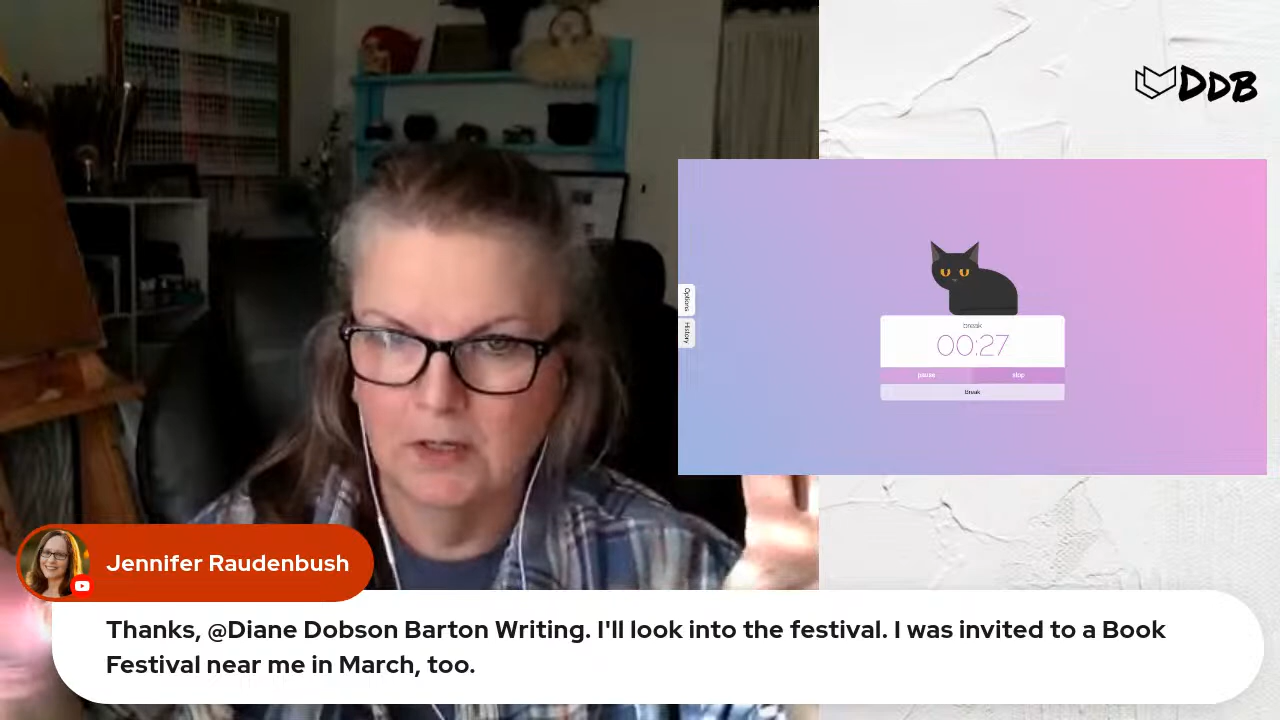 DDB
Options
History
break
00:27
pause
stop
Break
Jennifer Raudenbush
Thanks, @Diane Dobson Barton Writing. I'll look into the festival. I was invited to a Book
Festival near me in March, too.